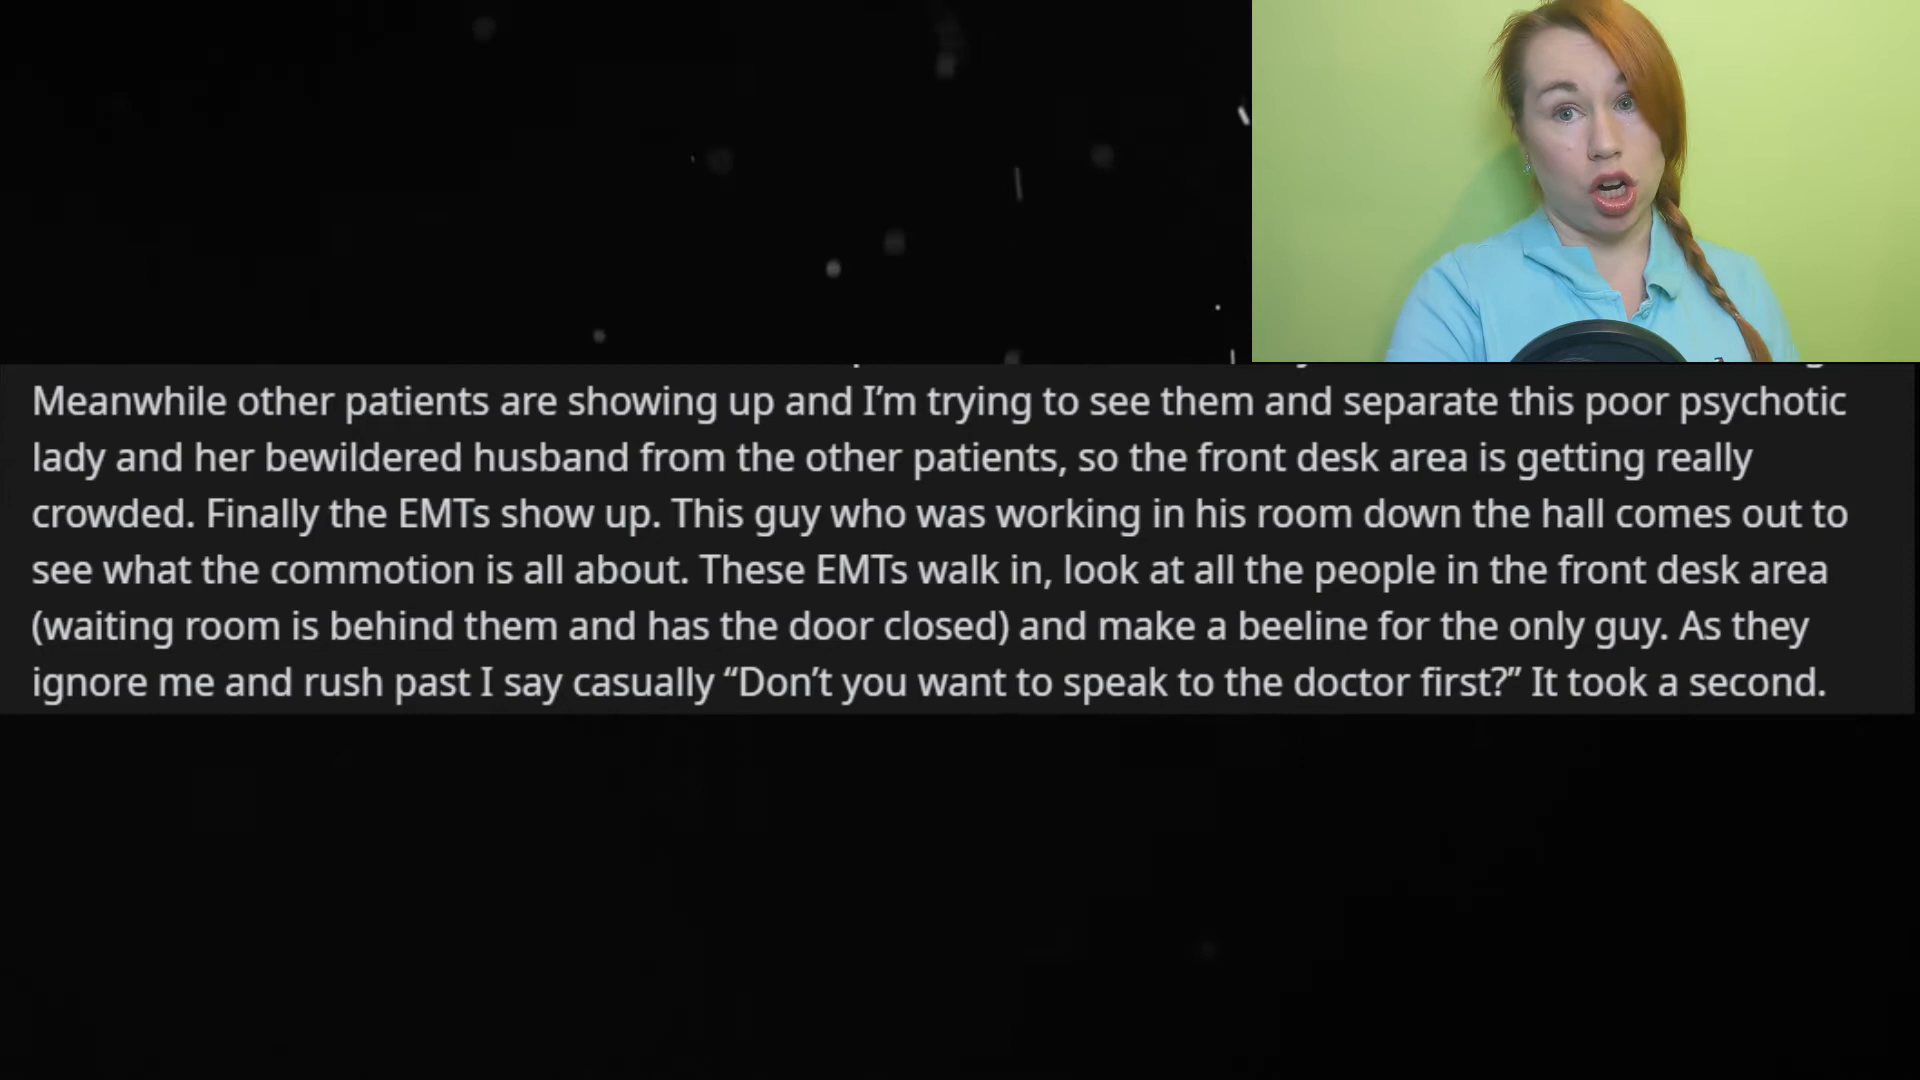 Meanwhile other patients are showing up and I’m trying to see them and separate this poor psychotic
lady and her bewildered husband from the other patients, so the front desk area is getting really
crowded. Finally the EMTs show up. This guy who was working in his room down the hall comes out to
see what the commotion is all about. These EMTs walk in, look at all the people in the front desk area
(waiting room is behind them and has the door closed) and make a beeline for the only guy. As they
ignore me and rush past I say casually “Don’t you want to speak to the doctor first?” It took a second.